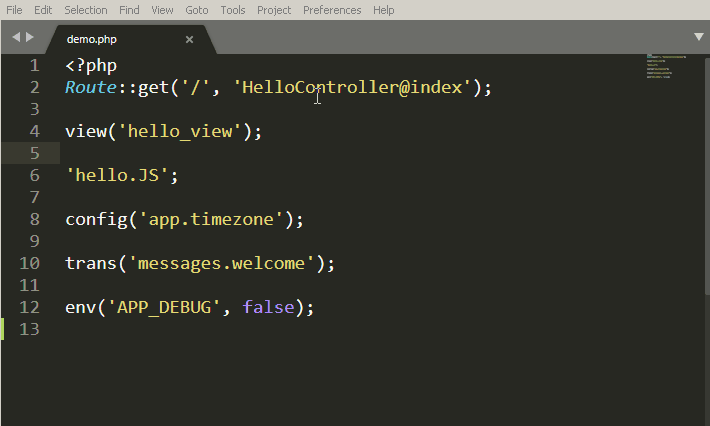 File Edit Selection Find View Goto Tools Project Preferences Help
demo.php ×
1 <?php
2 Route::get('/', 'HelloController@index');
3
4 view('hello_view');
5
6 'hello.JS';
7
8 config('app.timezone');
9
10 trans('messages.welcome');
11
12 env('APP_DEBUG', false);
13